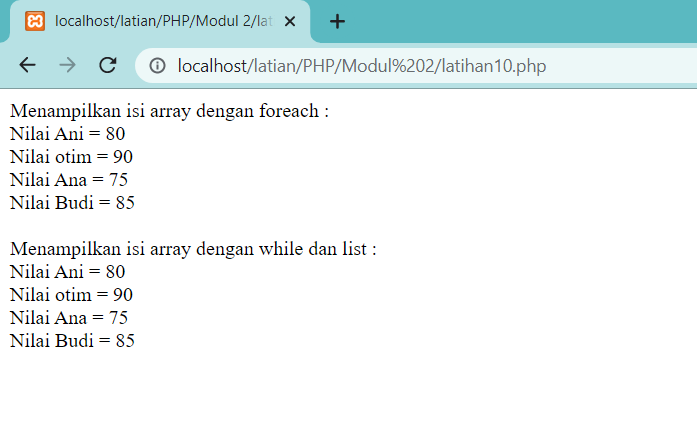 localhost/latian/PHP/Modul 2/lat
localhost/latian/PHP/Modul%202/latihan10.php
Menampilkan isi array dengan foreach :
Nilai Ani = 80
Nilai otim = 90
Nilai Ana = 75
Nilai Budi = 85
Menampilkan isi array dengan while dan list :
Nilai Ani = 80
Nilai otim = 90
Nilai Ana = 75
Nilai Budi = 85